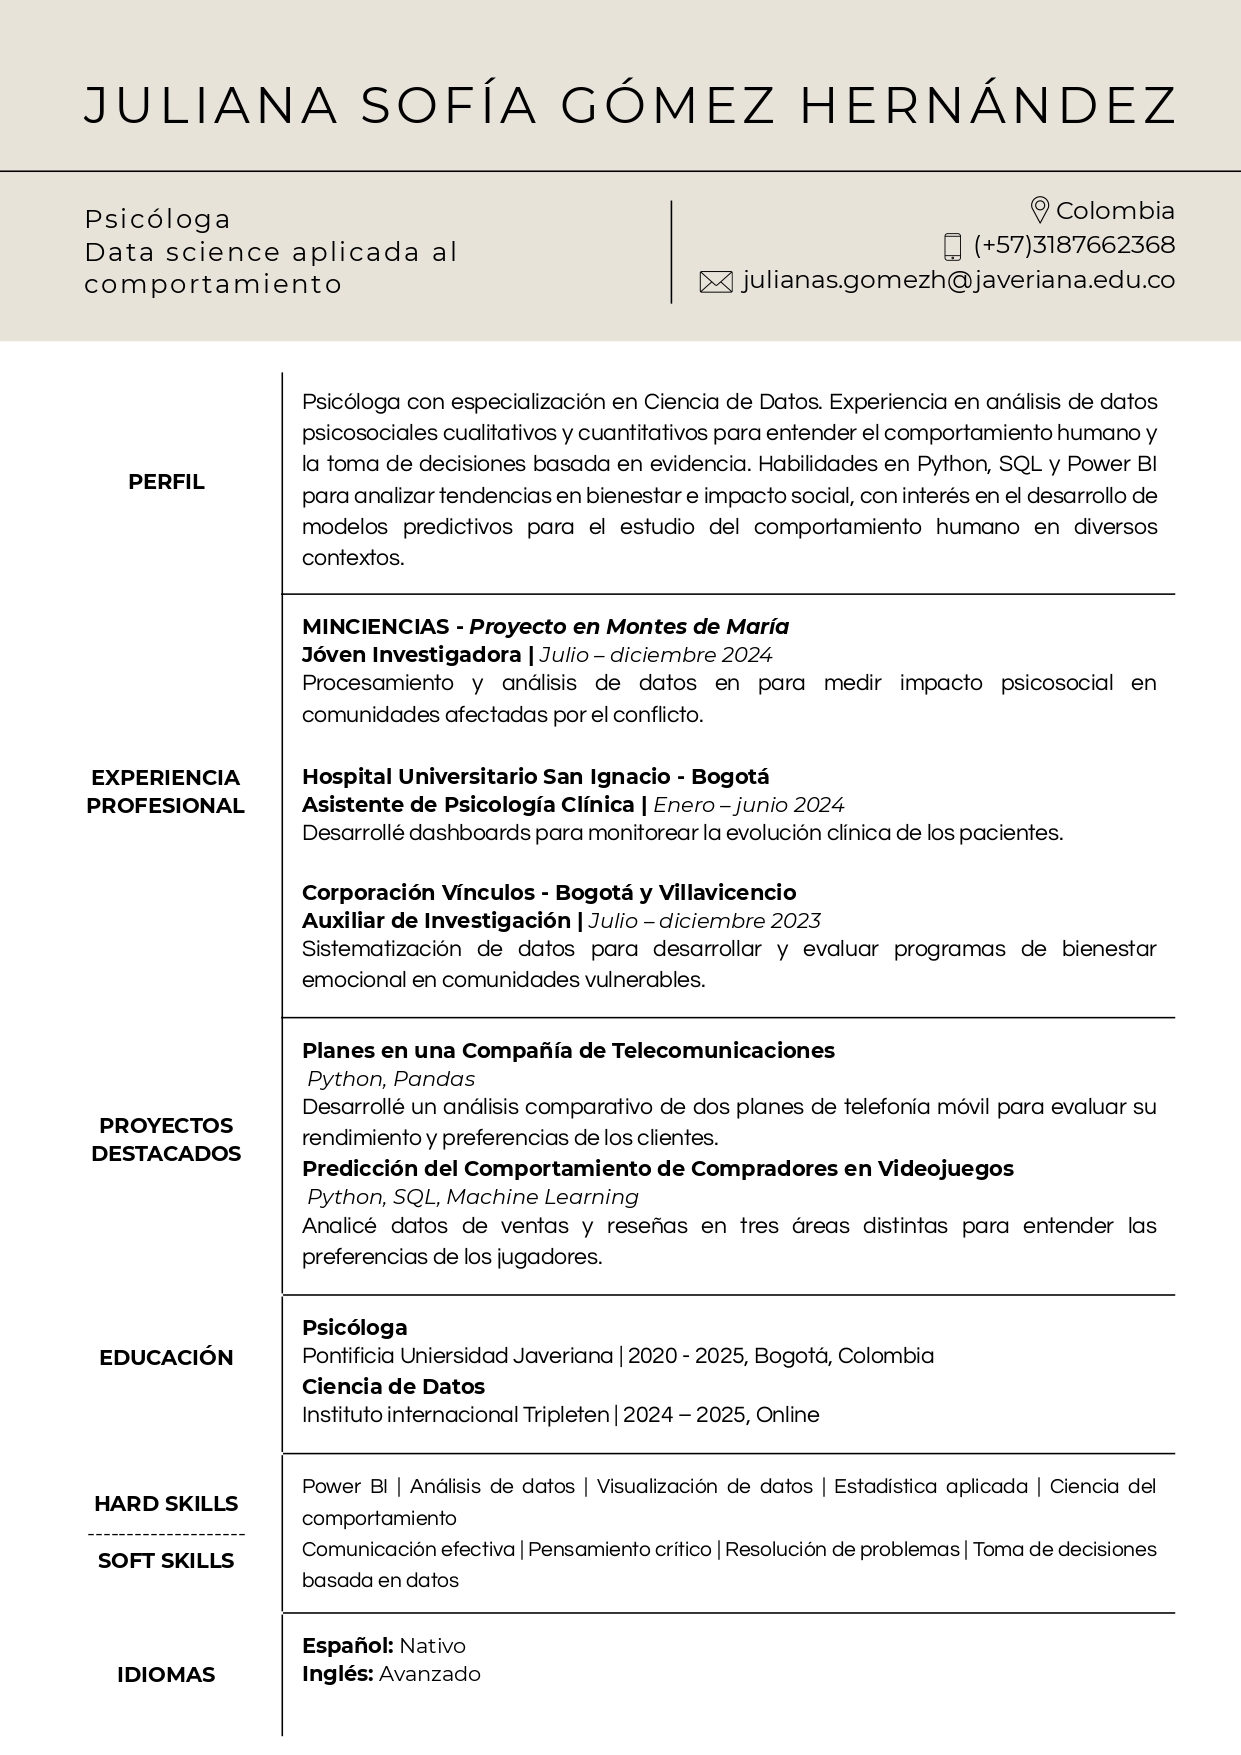 JULIANA SOFÍA GÓMEZ HERNÁNDEZ
Psicóloga
Data science aplicada al
comportamiento
Colombia
(+57)3187662368
julianas.gomezh@javeriana.edu.co
PERFIL
Psicóloga con especialización en Ciencia de Datos. Experiencia en análisis de datos
psicosociales cualitativos y cuantitativos para entender el comportamiento humano y
la toma de decisiones basada en evidencia. Habilidades en Python, SQL y Power BI
para analizar tendencias en bienestar e impacto social, con interés en el desarrollo de
modelos predictivos para el estudio del comportamiento humano en diversos
contextos.
EXPERIENCIA
PROFESIONAL
MINCIENCIAS - Proyecto en Montes de María
Jóven Investigadora | Julio – diciembre 2024
Procesamiento y análisis de datos en para medir impacto psicosocial en
comunidades afectadas por el conflicto.
Hospital Universitario San Ignacio - Bogotá
Asistente de Psicología Clínica | Enero – junio 2024
Desarrollé dashboards para monitorear la evolución clínica de los pacientes.
Corporación Vínculos - Bogotá y Villavicencio
Auxiliar de Investigación | Julio – diciembre 2023
Sistematización de datos para desarrollar y evaluar programas de bienestar
emocional en comunidades vulnerables.
PROYECTOS
DESTACADOS
Planes en una Compañía de Telecomunicaciones
Python, Pandas
Desarrollé un análisis comparativo de dos planes de telefonía móvil para evaluar su
rendimiento y preferencias de los clientes.
Predicción del Comportamiento de Compradores en Videojuegos
Python, SQL, Machine Learning
Analicé datos de ventas y reseñas en tres áreas distintas para entender las
preferencias de los jugadores.
EDUCACIÓN
Psicóloga
Pontificia Uniersidad Javeriana | 2020 - 2025, Bogotá, Colombia
Ciencia de Datos
Instituto internacional Tripleten | 2024 – 2025, Online
HARD SKILLS
--------------------
SOFT SKILLS
Power BI | Análisis de datos | Visualización de datos | Estadística aplicada | Ciencia del
comportamiento
Comunicación efectiva | Pensamiento crítico | Resolución de problemas | Toma de decisiones
basada en datos
IDIOMAS
Español: Nativo
Inglés: Avanzado